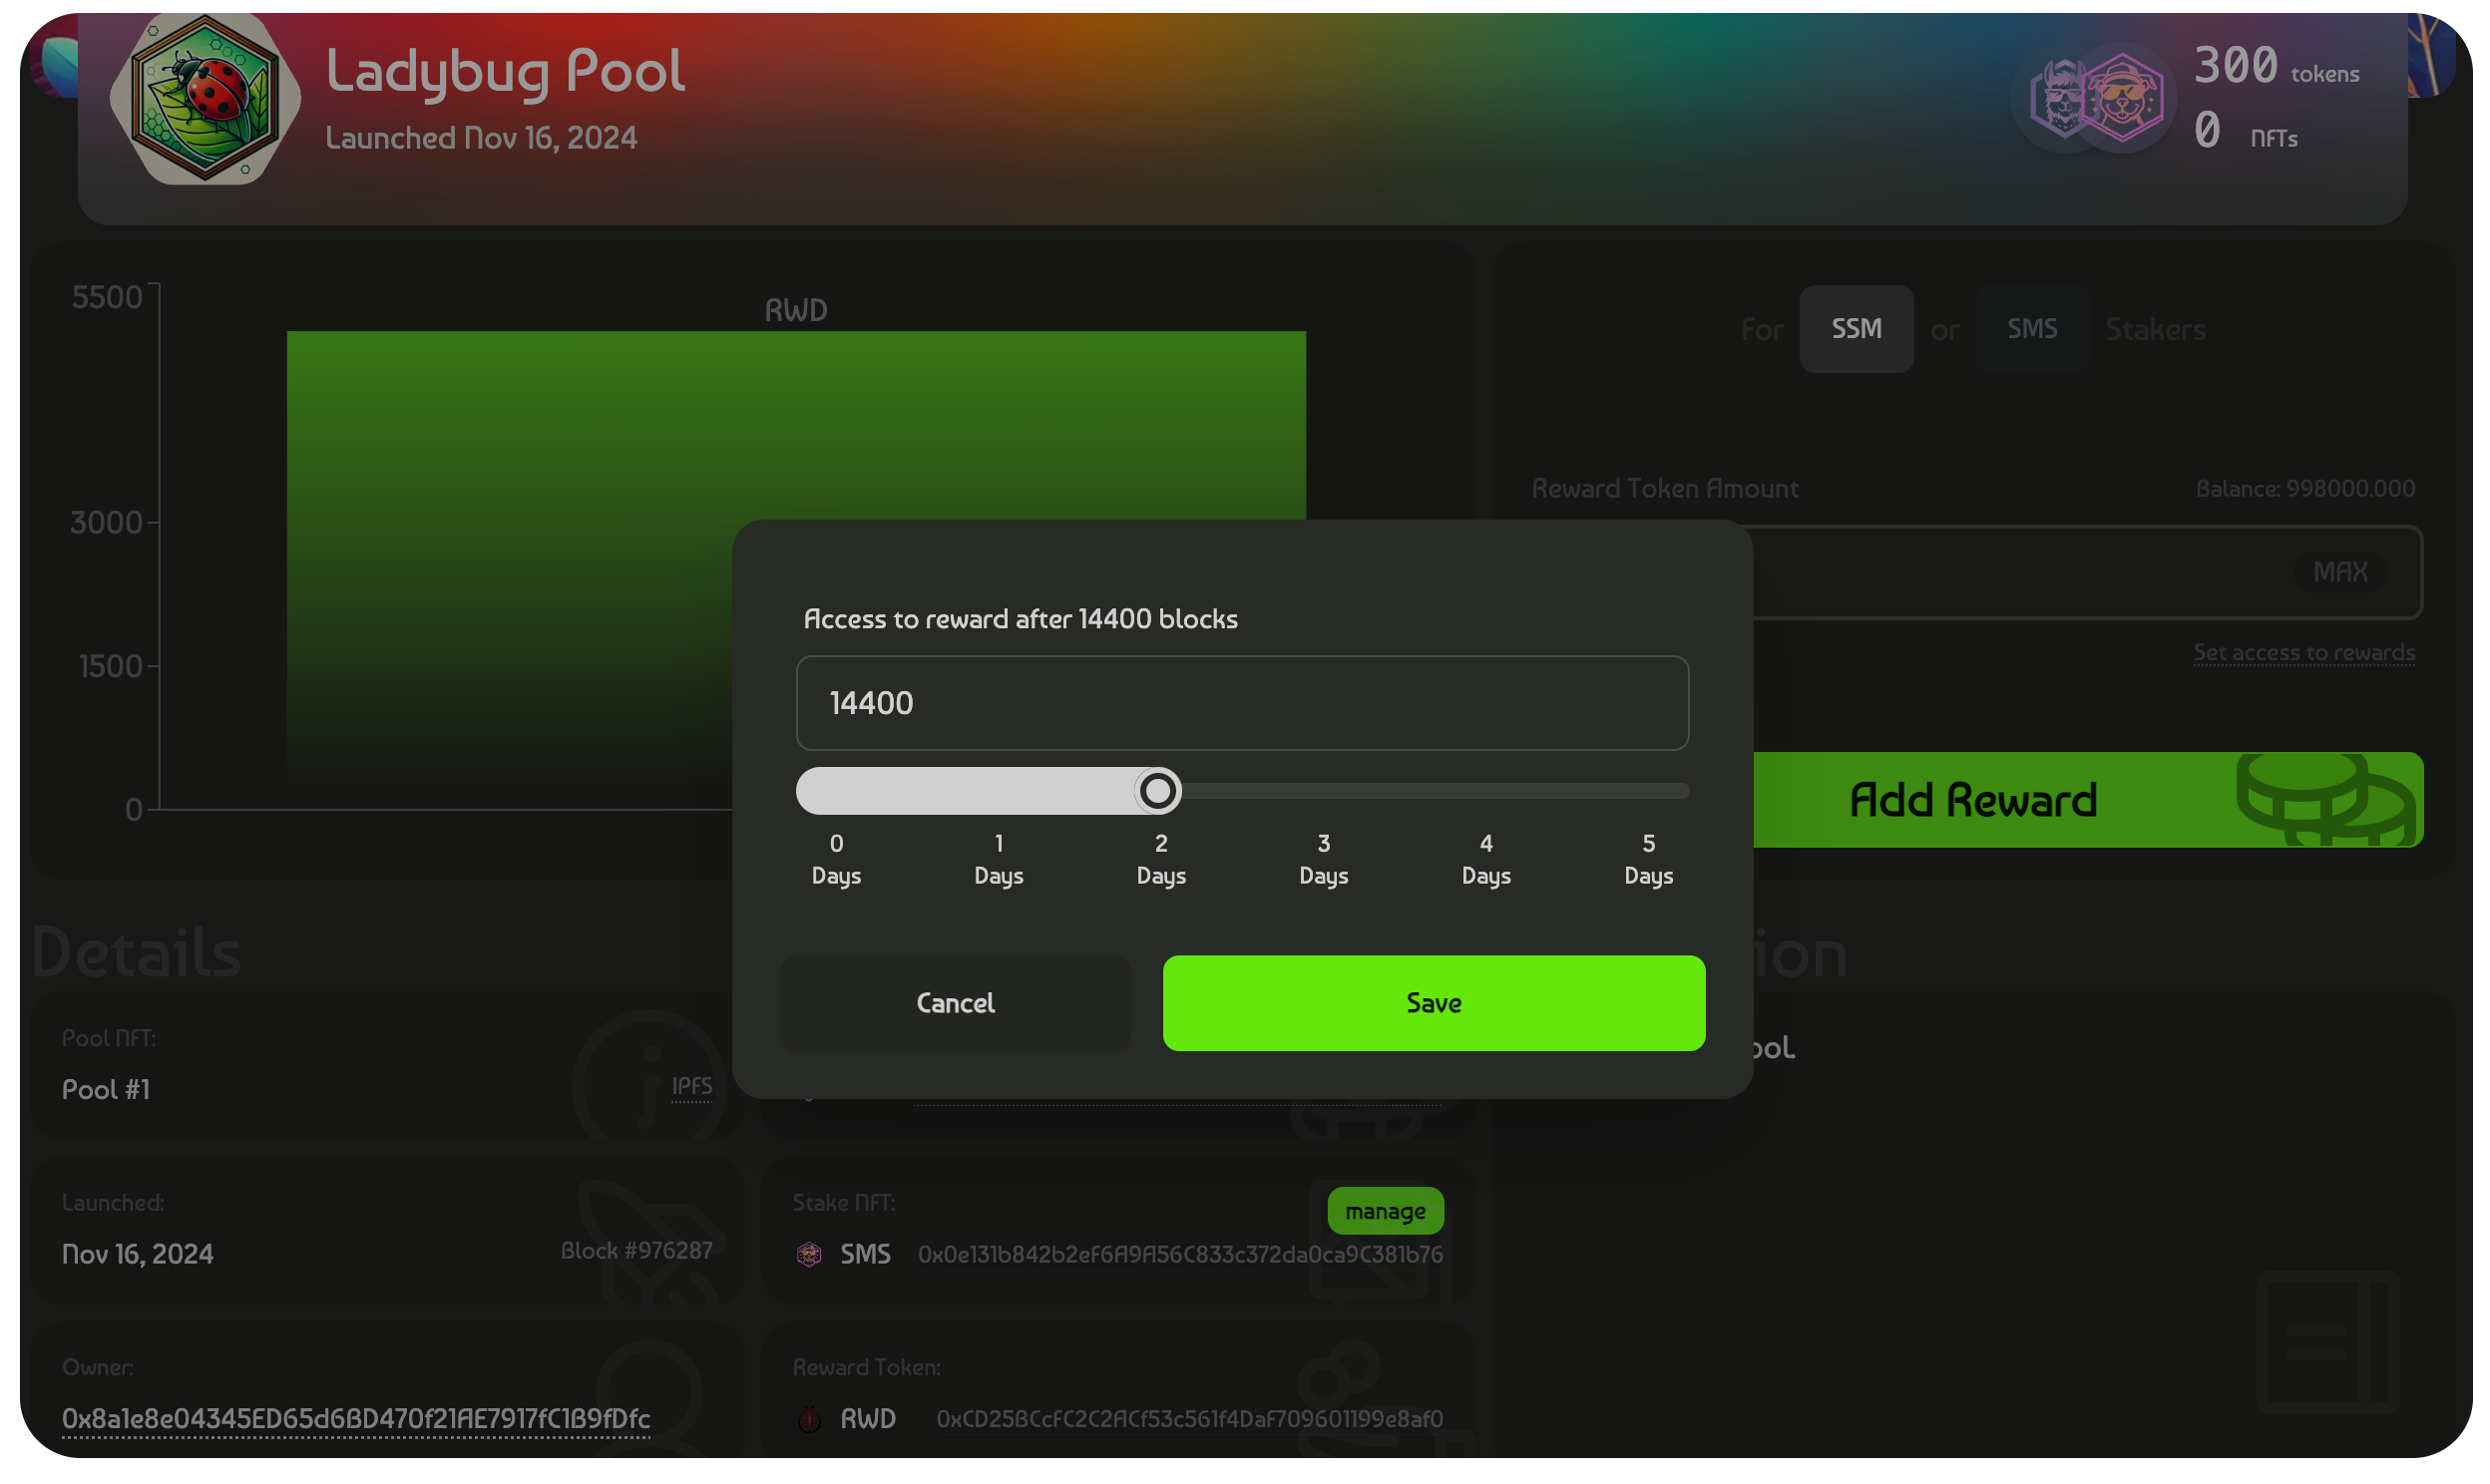 Ladybug Pool
Launched Nov 16, 2024
300 tokens
0 NFTs
5500
3000
1500
0
RWD
For SSM or SMS Stakers
Reward Token Amount
Balance: 998000.000
MAX
Set access to rewards
Add Reward
Access to reward after 14400 blocks
14400
0 1 2 3 4 5
Days Days Days Days Days Days
Cancel
Save
Details
ion
ool.
Pool NFT:
Pool #1
IPFS
Launched:
Nov 16, 2024
Block #976287
Stake NFT:
manage
SMS 0x0e131b842b2eF6A9A56C833c372da0ca9C381b76
Owner:
0x8a1e8e04345ED65d6BD470f21AE7917fC1B9fDfc
Reward Token:
RWD 0xCD25BCcFC2C2ACf53c561f4DaF709601199e8af0